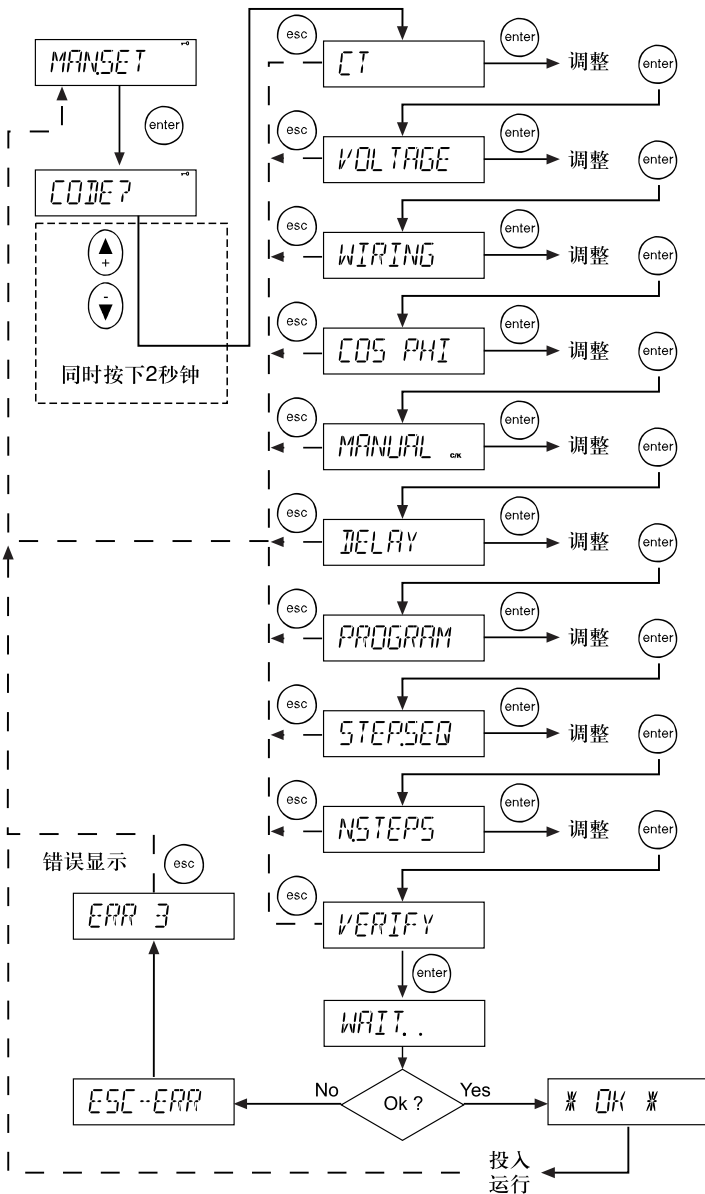 MAN.SET
enter
CODE?
+
-
同时按下2秒钟
esc
CT
enter
调整
enter
esc
VOLTAGE
enter
调整
enter
esc
WIRING
enter
调整
enter
esc
COS PHI
enter
调整
enter
esc
MANUAL C/K
enter
调整
enter
esc
DELAY
enter
调整
enter
esc
PROGRAM
enter
调整
enter
esc
STEP.SEQ
enter
调整
enter
esc
N.STEPS
enter
调整
enter
esc
VERIFY
enter
WAIT..
Ok ?
No
Yes
ESC-ERR
ERR 3
错误显示
esc
* OK *
投入
运行